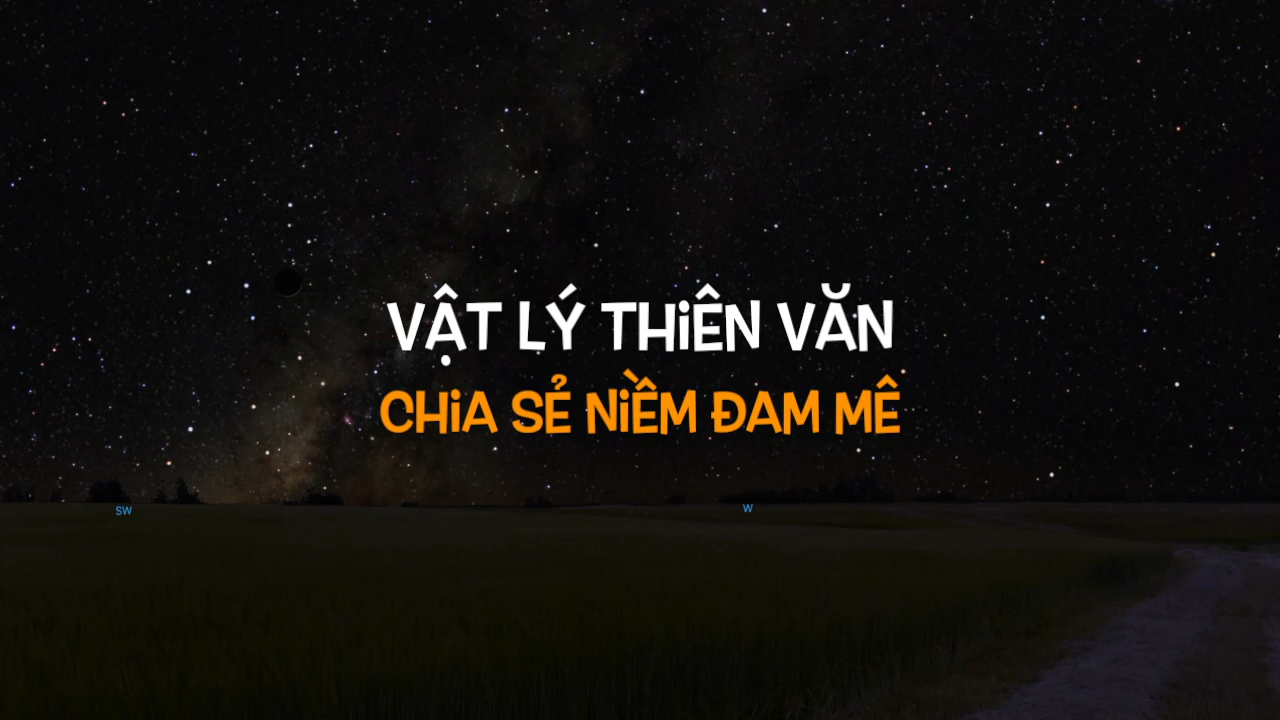 VẬT LÝ THIÊN VĂN
CHIA SẺ NIỀM ĐAM MÊ
SW
W